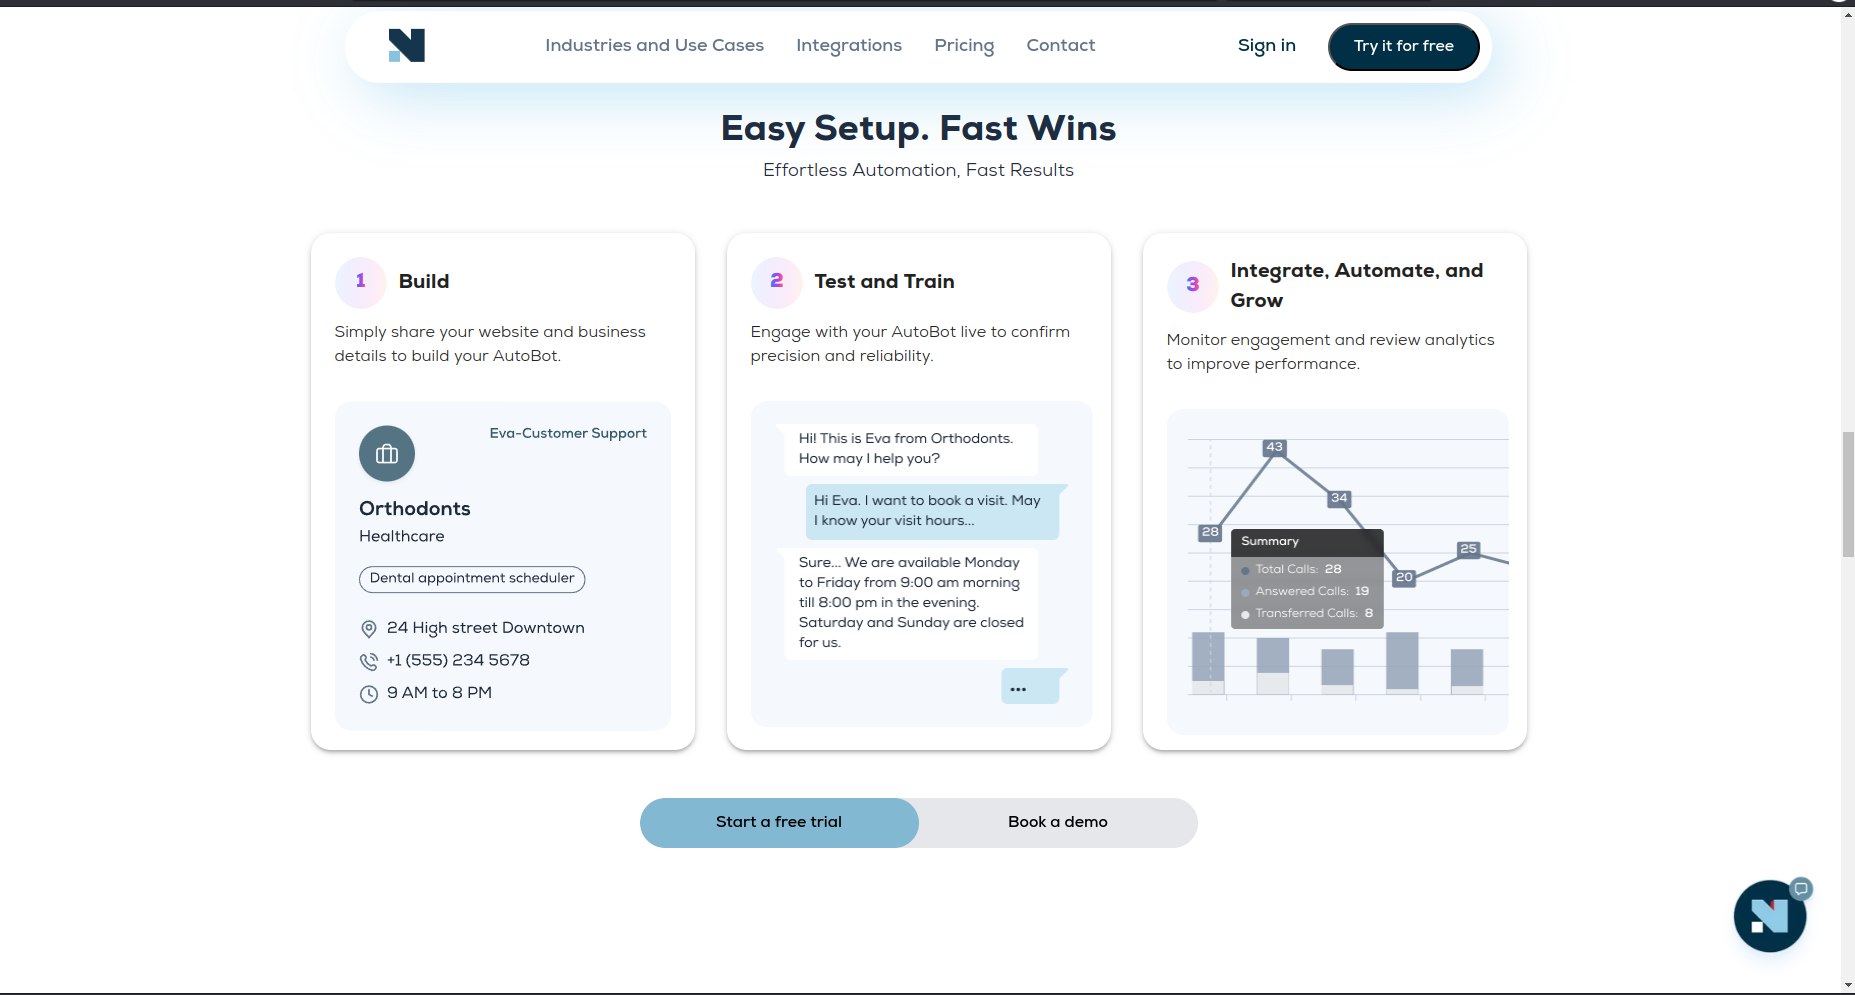 Industries and Use Cases
Integrations
Pricing
Contact
Sign in
Try it for free
Easy Setup. Fast Wins
Effortless Automation, Fast Results
1
Build
Simply share your website and business
details to build your AutoBot.
Eva-Customer Support
Orthodonts
Healthcare
Dental appointment scheduler
24 High street Downtown
+1 (555) 234 5678
9 AM to 8 PM
2
Test and Train
Engage with your AutoBot live to confirm
precision and reliability.
Hi! This is Eva from Orthodonts.
How may I help you?
Hi Eva. I want to book a visit. May
I know your visit hours...
Sure... We are available Monday
to Friday from 9:00 am morning
till 8:00 pm in the evening.
Saturday and Sunday are closed
for us.
...
3
Integrate, Automate, and
Grow
Monitor engagement and review analytics
to improve performance.
43
34
28
25
20
Summary
Total Calls: 28
Answered Calls: 19
Transferred Calls: 8
Start a free trial
Book a demo